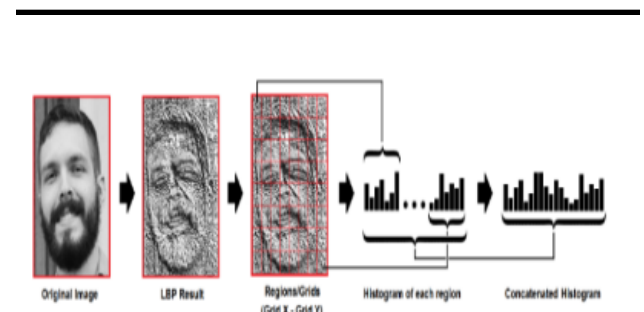 Original Image
LBP Result
Regions/Grids
(Grid X - Grid Y)
Histogram of each region
Concatenated Histogram